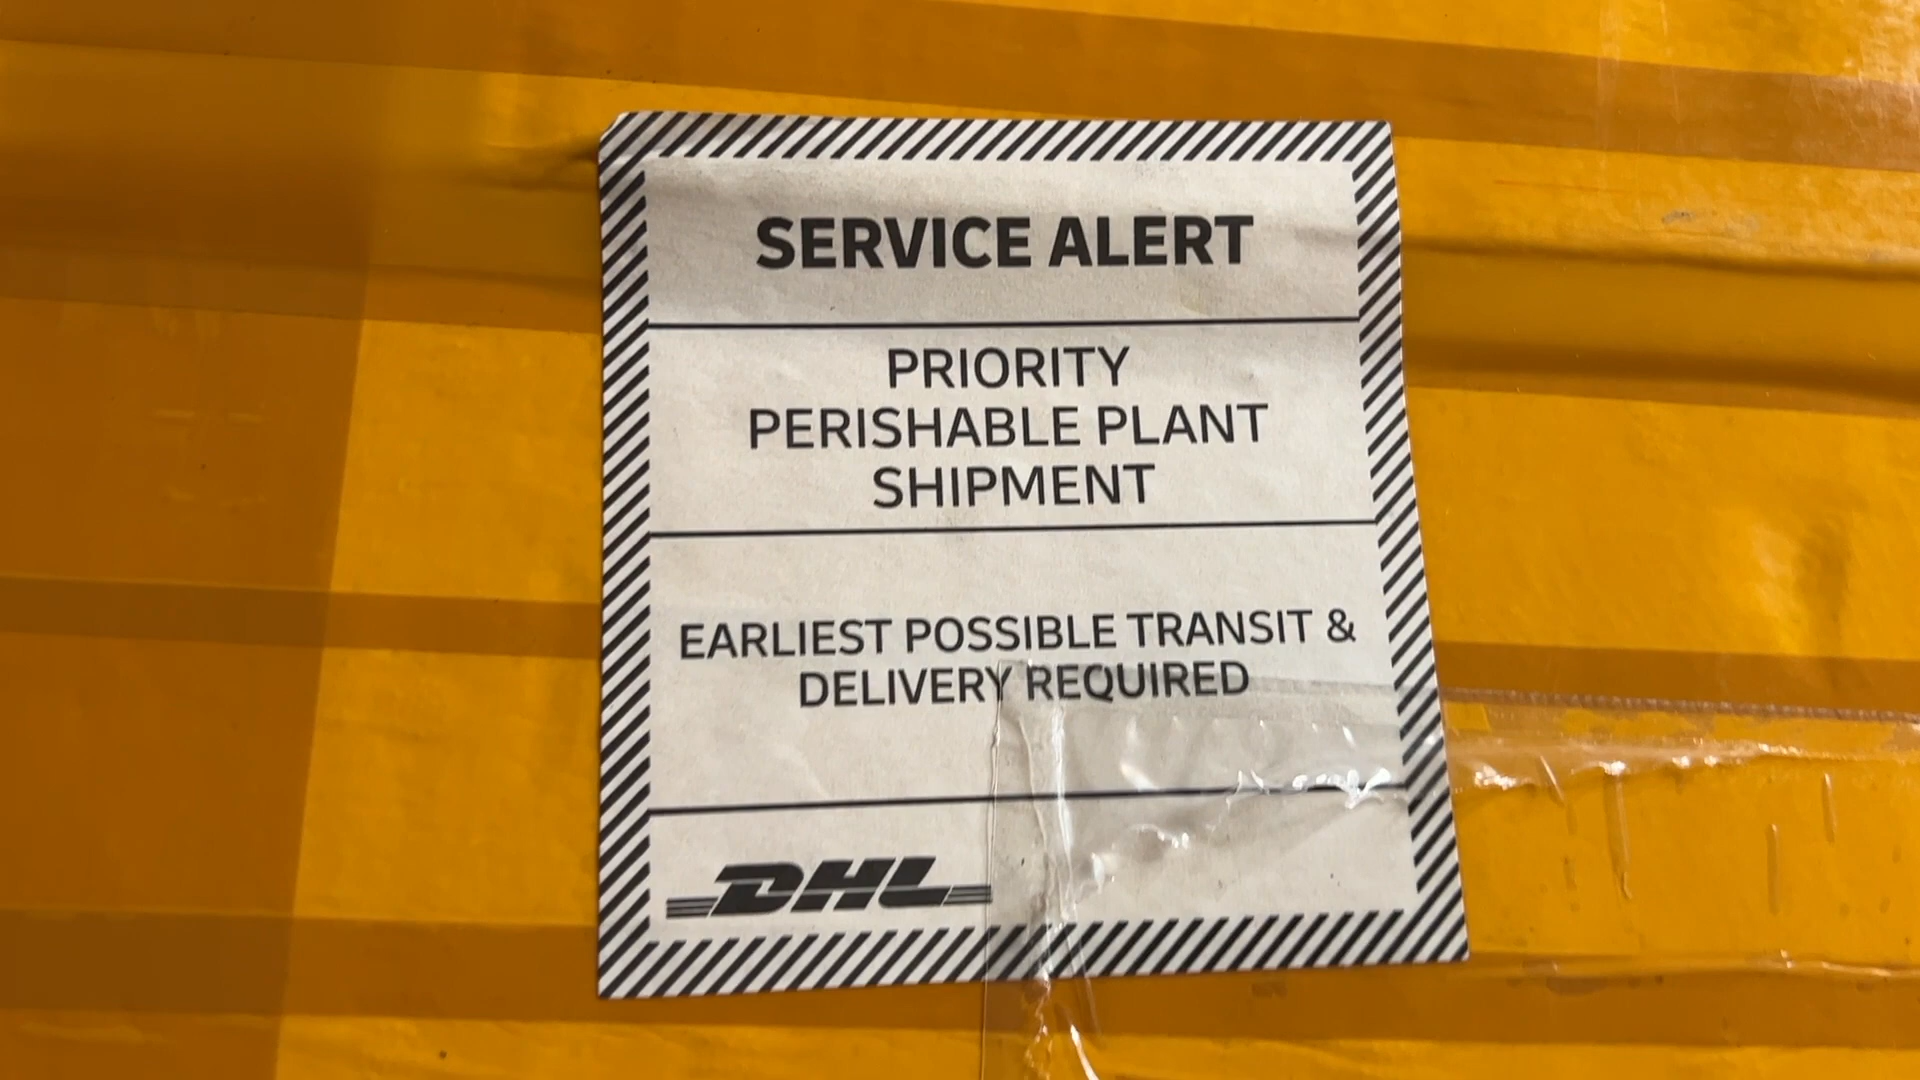 SERVICE ALERT
PRIORITY
PERISHABLE PLANT
SHIPMENT
EARLIEST POSSIBLE TRANSIT &
DELIVERY REQUIRED
DHL